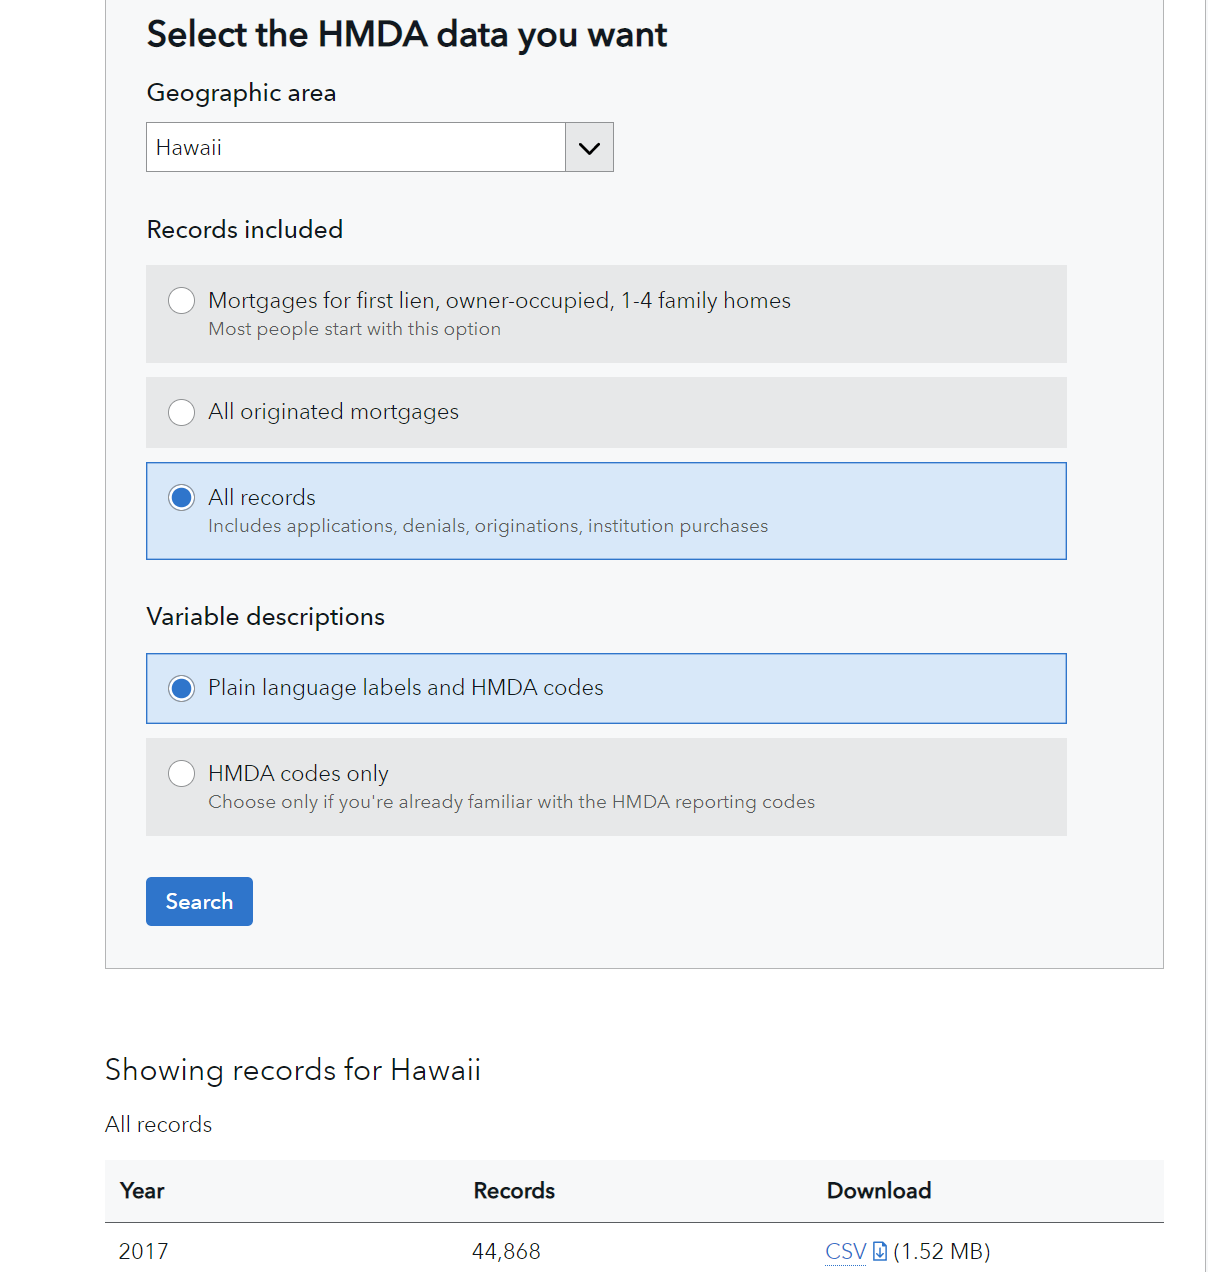 Select the HMDA data you want
Geographic area
Hawaii
Records included
Mortgages for first lien, owner-occupied, 1-4 family homes
Most people start with this option
All originated mortgages
All records
Includes applications, denials, originations, institution purchases
Variable descriptions
Plain language labels and HMDA codes
HMDA codes only
Choose only if you're already familiar with the HMDA reporting codes
Search
Showing records for Hawaii
All records
Year Records Download
2017 44,868 CSV (1.52 MB)